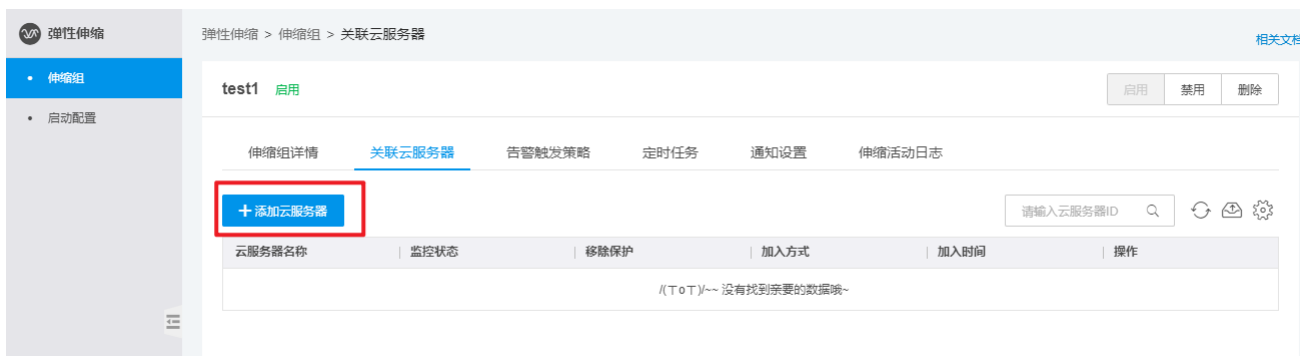 弹性伸缩
弹性伸缩 > 伸缩组 > 关联云服务器
相关文档
• 伸缩组
• 启动配置
test1 启用
启用 禁用 删除
伸缩组详情 关联云服务器 告警触发策略 定时任务 通知设置 伸缩活动日志
+添加云服务器
请输入云服务器ID
云服务器名称 监控状态 移除保护 加入方式 加入时间 操作
/(ㄒoㄒ)/~~ 没有找到亲要的数据哦~